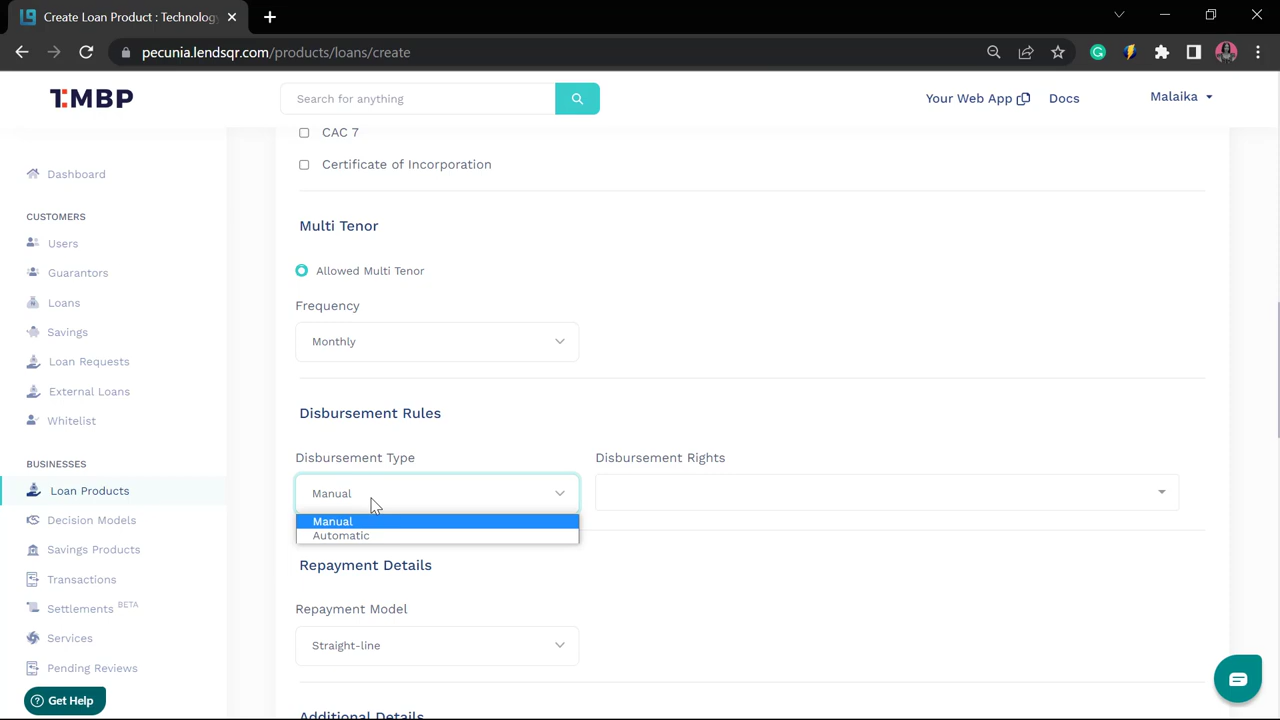 Create Loan Product : Technology
pecunia.lendsqr.com/products/loans/create
TMBP
Search for anything
Your Web App
Docs
Malaika
Dashboard
CUSTOMERS
Users
Guarantors
Loans
Savings
Loan Requests
External Loans
Whitelist
BUSINESSES
Loan Products
Decision Models
Savings Products
Transactions
Settlements BETA
Services
Pending Reviews
Get Help
CAC 7
Certificate of Incorporation
Multi Tenor
Allowed Multi Tenor
Frequency
Monthly
Disbursement Rules
Disbursement Type
Disbursement Rights
Manual
Manual
Automatic
Repayment Details
Repayment Model
Straight-line
Additional Details